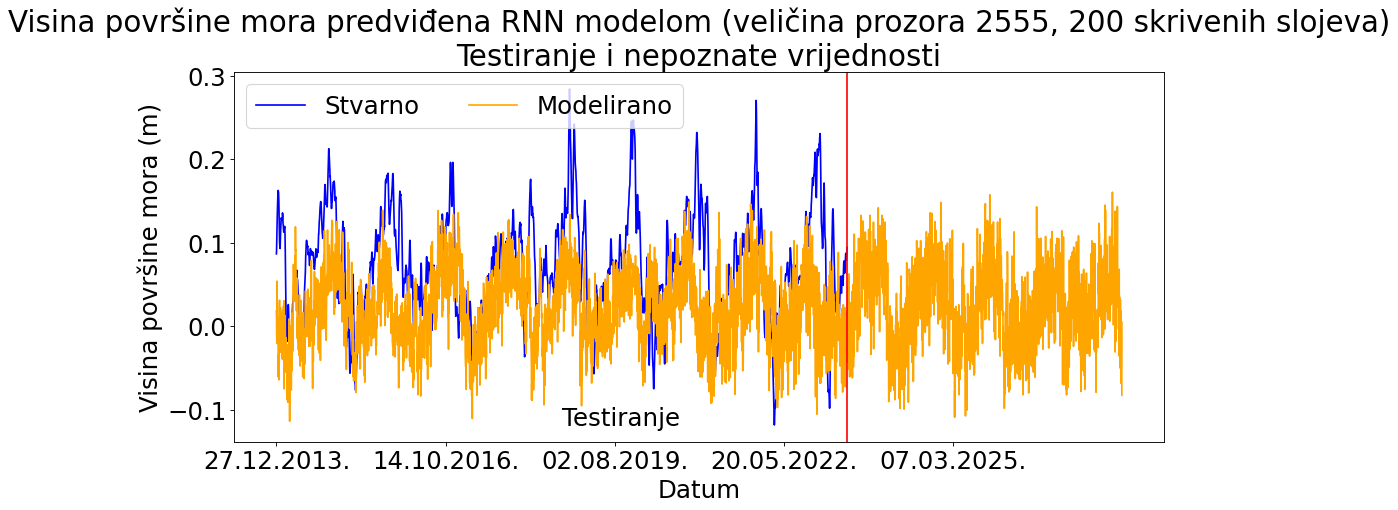 Visina površine mora predviđena RNN modelom (veličina prozora 2555, 200 skrivenih slojeva)
Testiranje i nepoznate vrijednosti
Stvarno Modelirano
Visina površine mora (m)
0.3
0.2
0.1
0.0
−0.1
Testiranje
27.12.2013. 14.10.2016. 02.08.2019. 20.05.2022. 07.03.2025.
Datum